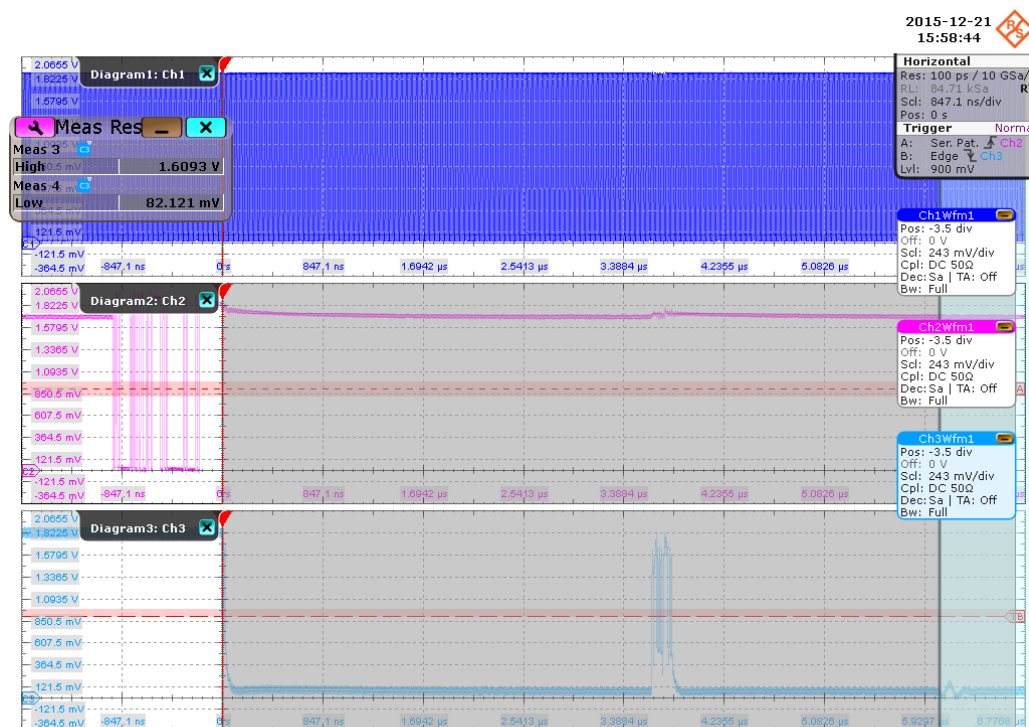 2015-12-21
15:58:44
R&S
Horizontal
Res: 100 ps / 10 GSa/
RL: 84.71 kSa R
Scl: 847.1 ns/div
Pos: 0 s
Trigger Norma
A: Ser. Pat. Ch2
B: Edge Ch3
Lvl: 900 mV
Diagram1: Ch1
2.0655 V
1.8225 V
1.5795 V
Meas Res
Meas 3 C3
High 1.6093 V
Meas 4 C3
Low 82.121 mV
121.5 mV
C1
-121.5 mV
-364.5 mV
-847.1 ns 0 s 847.1 ns 1.6942 µs 2.5413 µs 3.3884 µs 4.2355 µs 5.0826 µs
Ch1Wfm1
Pos: -3.5 div
Off: 0 V
Scl: 243 mV/div
Cpl: DC 50Ω
Dec: Sa | TA: Off
Bw: Full
Diagram2: Ch2
2.0655 V
1.8225 V
1.5795 V
1.3365 V
1.0935 V
850.5 mV
607.5 mV
364.5 mV
121.5 mV
C2
-121.5 mV
-364.5 mV
-847.1 ns 0 s 847.1 ns 1.6942 µs 2.5413 µs 3.3884 µs 4.2355 µs 5.0826 µs µs
A
Ch2Wfm1
Pos: -3.5 div
Off: 0 V
Scl: 243 mV/div
Cpl: DC 50Ω
Dec: Sa | TA: Off
Bw: Full
Diagram3: Ch3
2.0655 V
1.8225 V
1.5795 V
1.3365 V
1.0935 V
850.5 mV
607.5 mV
364.5 mV
121.5 mV
C3
-121.5 mV
-364.5 mV
-847.1 ns 0 s 847.1 ns 1.6942 µs 2.5413 µs 3.3884 µs 4.2355 µs 5.0826 µs 5.9297 µs 6.7768 µs
TB
Ch3Wfm1
Pos: -3.5 div
Off: 0 V
Scl: 243 mV/div
Cpl: DC 50Ω
Dec: Sa | TA: Off
Bw: Full